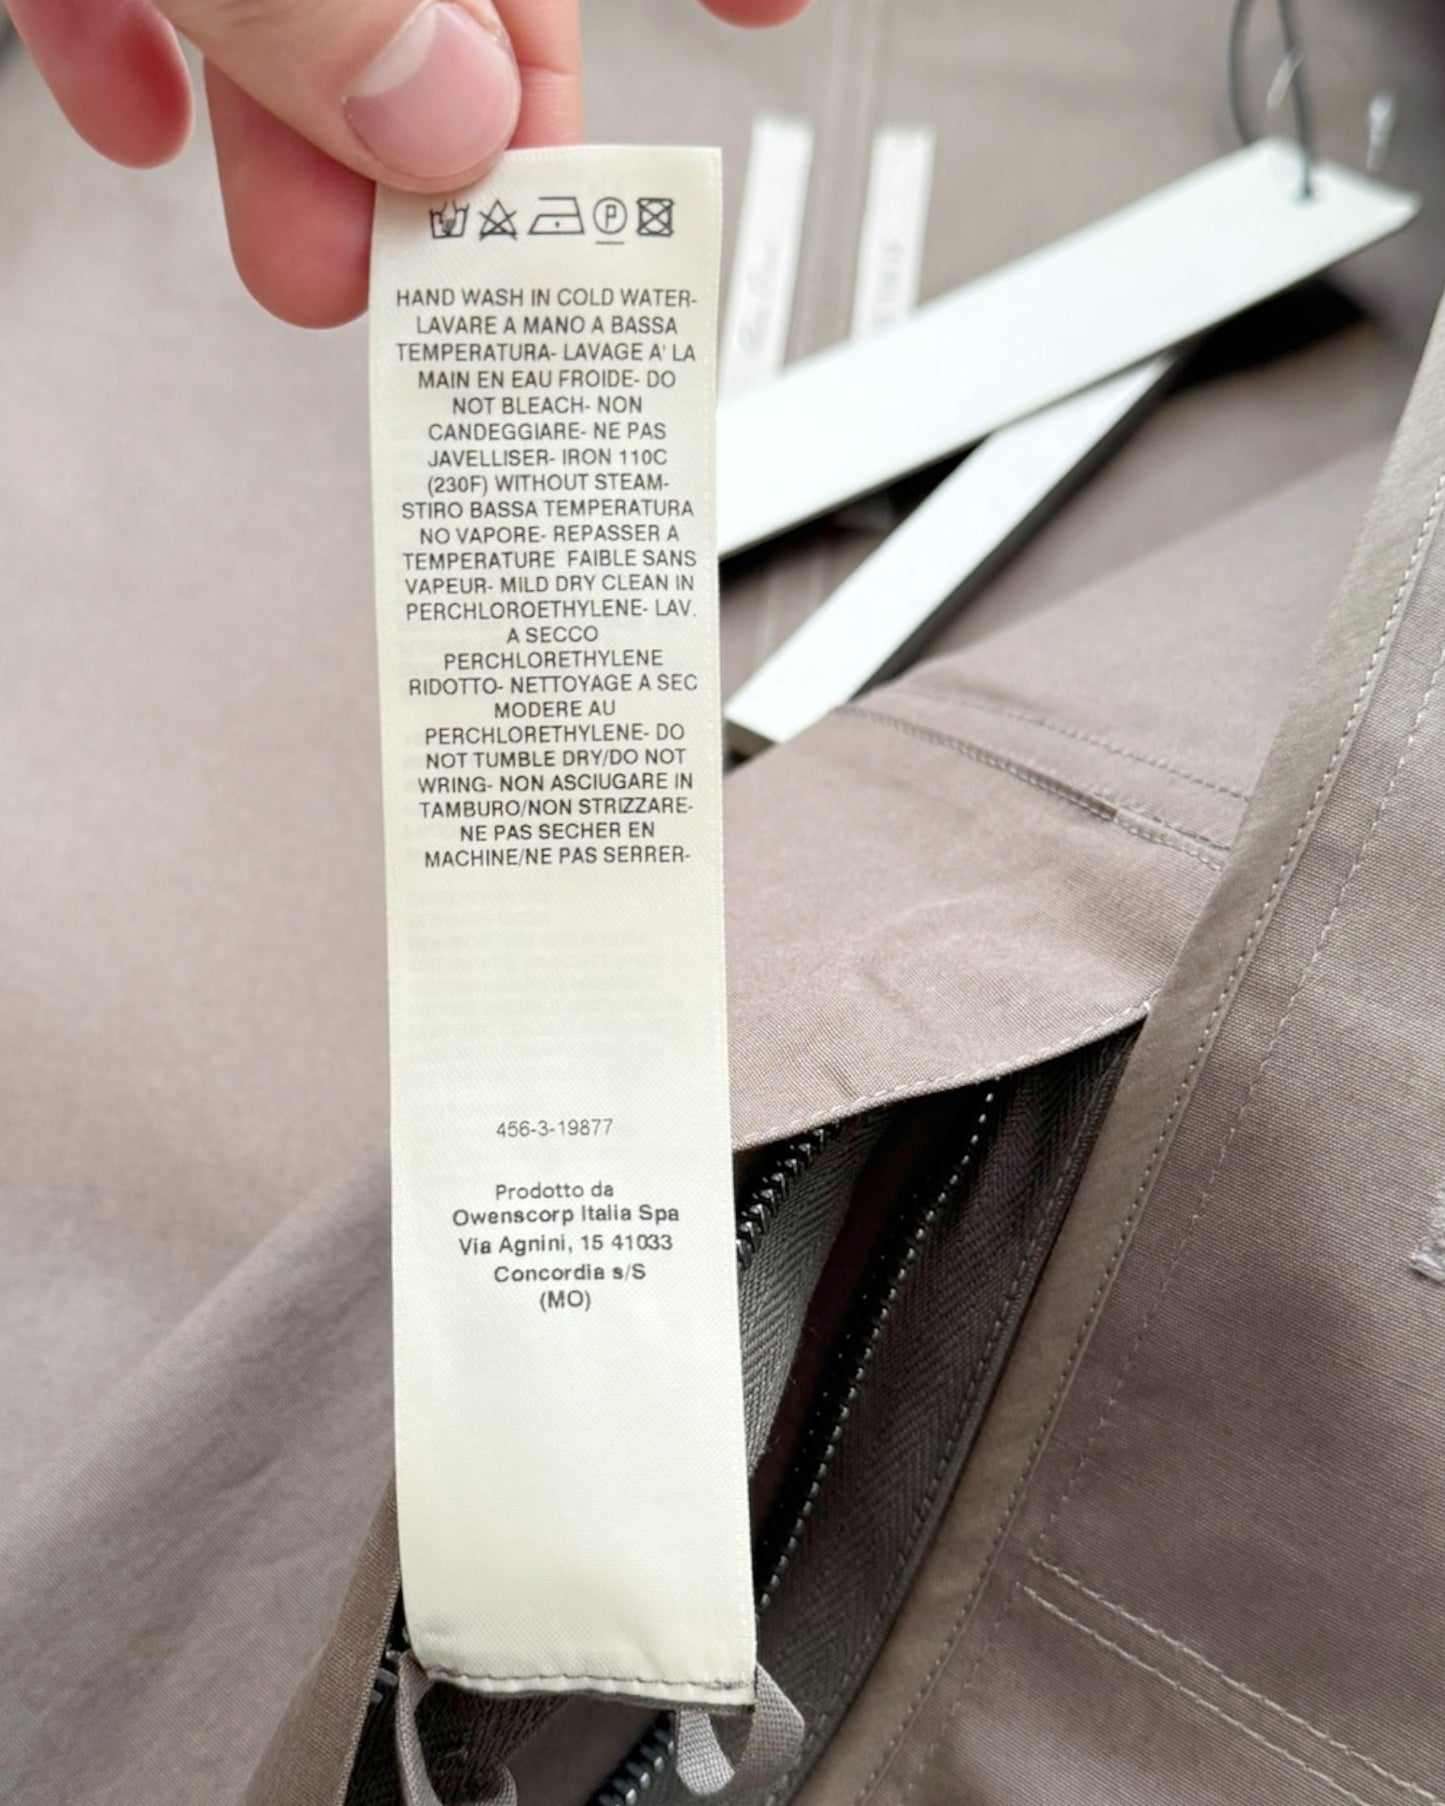 P
HAND WASH IN COLD WATER-
LAVARE A MANO A BASSA
TEMPERATURA- LAVAGE A' LA
MAIN EN EAU FROIDE- DO
NOT BLEACH- NON
CANDEGGIARE- NE PAS
JAVELLISER- IRON 110C
(230F) WITHOUT STEAM-
STIRO BASSA TEMPERATURA
NO VAPORE- REPASSER A
TEMPERATURE FAIBLE SANS
VAPEUR- MILD DRY CLEAN IN
PERCHLOROETHYLENE- LAV.
A SECCO
PERCHLORETHYLENE
RIDOTTO- NETTOYAGE A SEC
MODERE AU
PERCHLORETHYLENE- DO
NOT TUMBLE DRY/DO NOT
WRING- NON ASCIUGARE IN
TAMBURO/NON STRIZZARE-
NE PAS SECHER EN
MACHINE/NE PAS SERRER-
456-3-19877
Prodotto da
Owenscorp Italia Spa
Via Agnini, 15 41033
Concordia s/S
(MO)